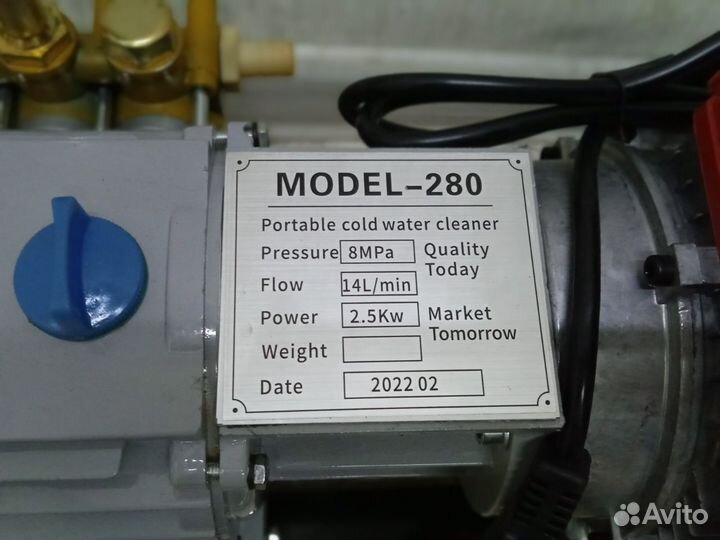 MODEL-280
Portable cold water cleaner
Pressure 8MPa Quality Today
Flow 14L/min
Power 2.5Kw Market Tomorrow
Weight
Date 2022 02
Avito